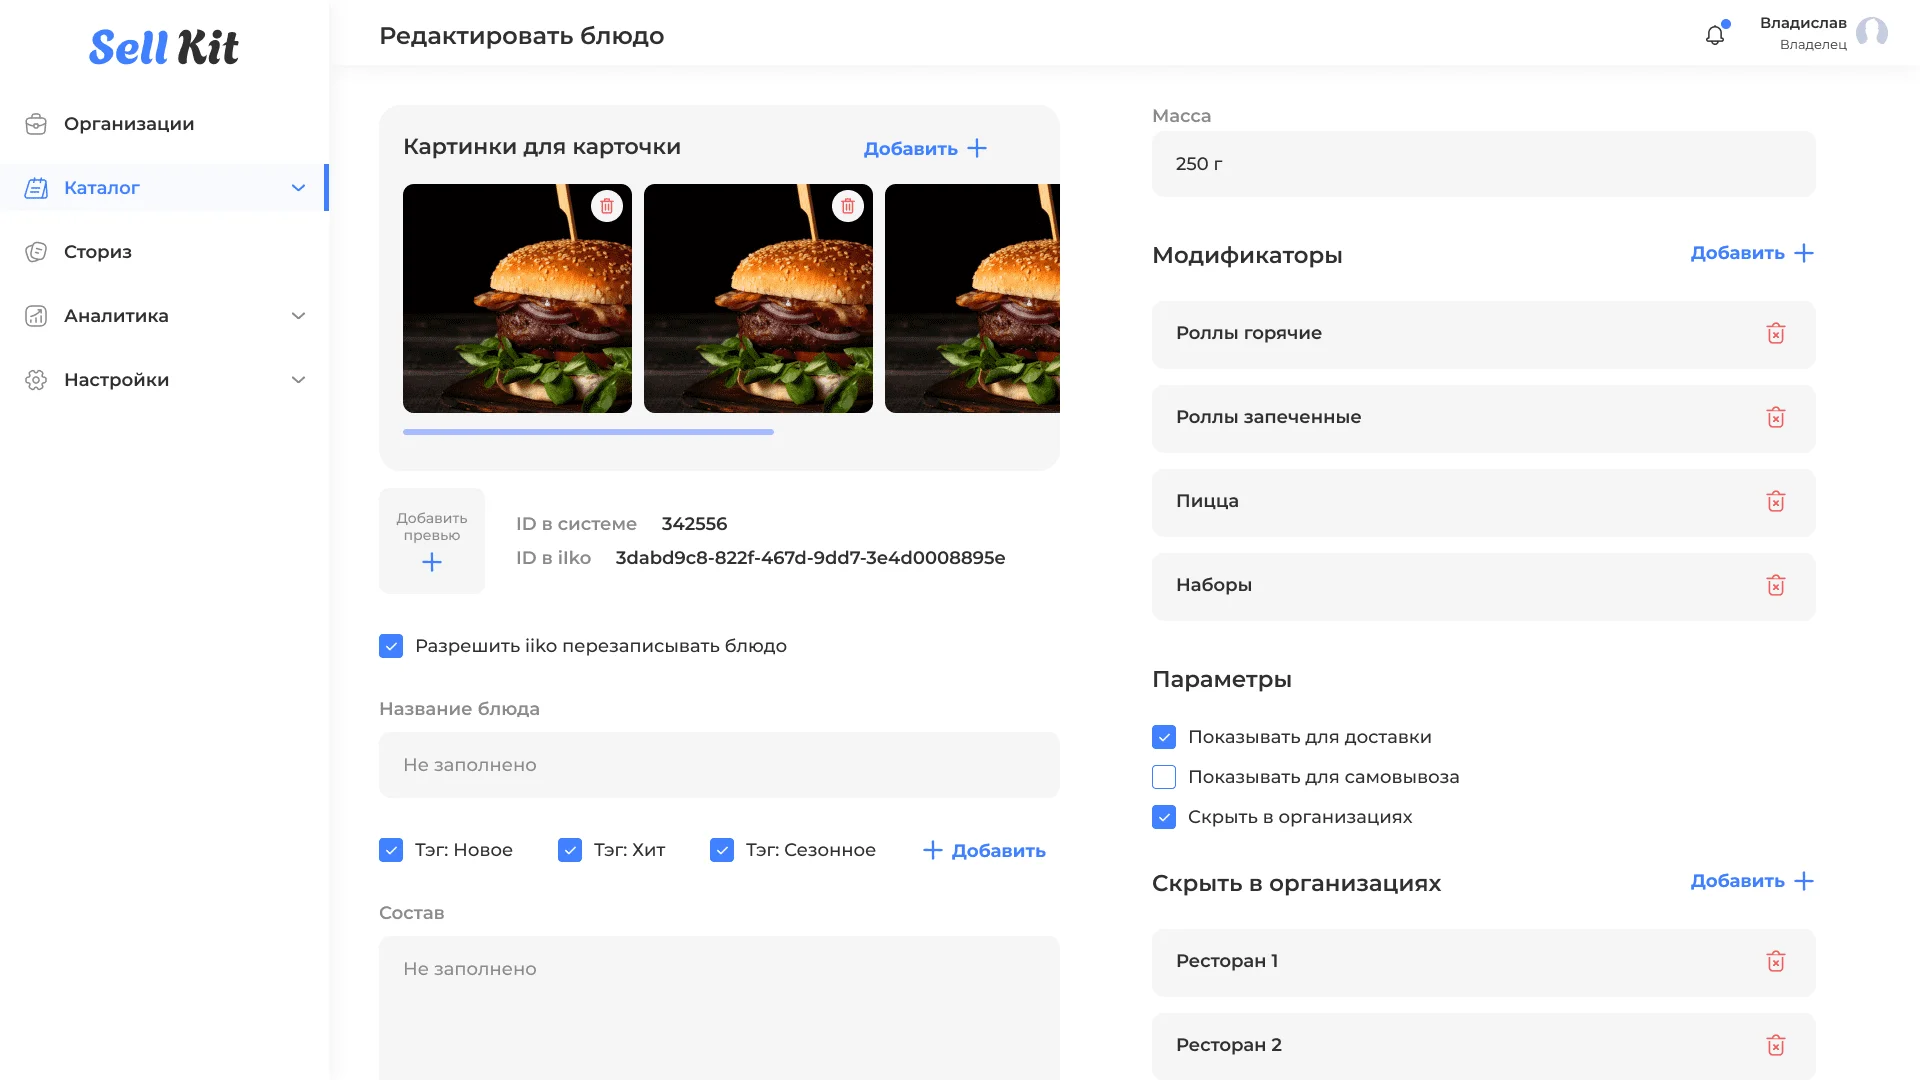 Sell Kit
Организации
Каталог
Сториз
Аналитика
Настройки
Редактировать блюдо
Владислав
Владелец
Картинки для карточки
Добавить
Добавить
превью
ID в системе 342556
ID в ilko 3dabd9c8-822f-467d-9dd7-3e4d0008895e
Разрешить iiko перезаписывать блюдо
Название блюда
Не заполнено
Тэг: Новое
Тэг: Хит
Тэг: Сезонное
Добавить
Состав
Не заполнено
Масса
250 г
Модификаторы
Добавить
Роллы горячие
Роллы запеченные
Пицца
Наборы
Параметры
Показывать для доставки
Показывать для самовывоза
Скрыть в организациях
Скрыть в организациях
Добавить
Ресторан 1
Ресторан 2